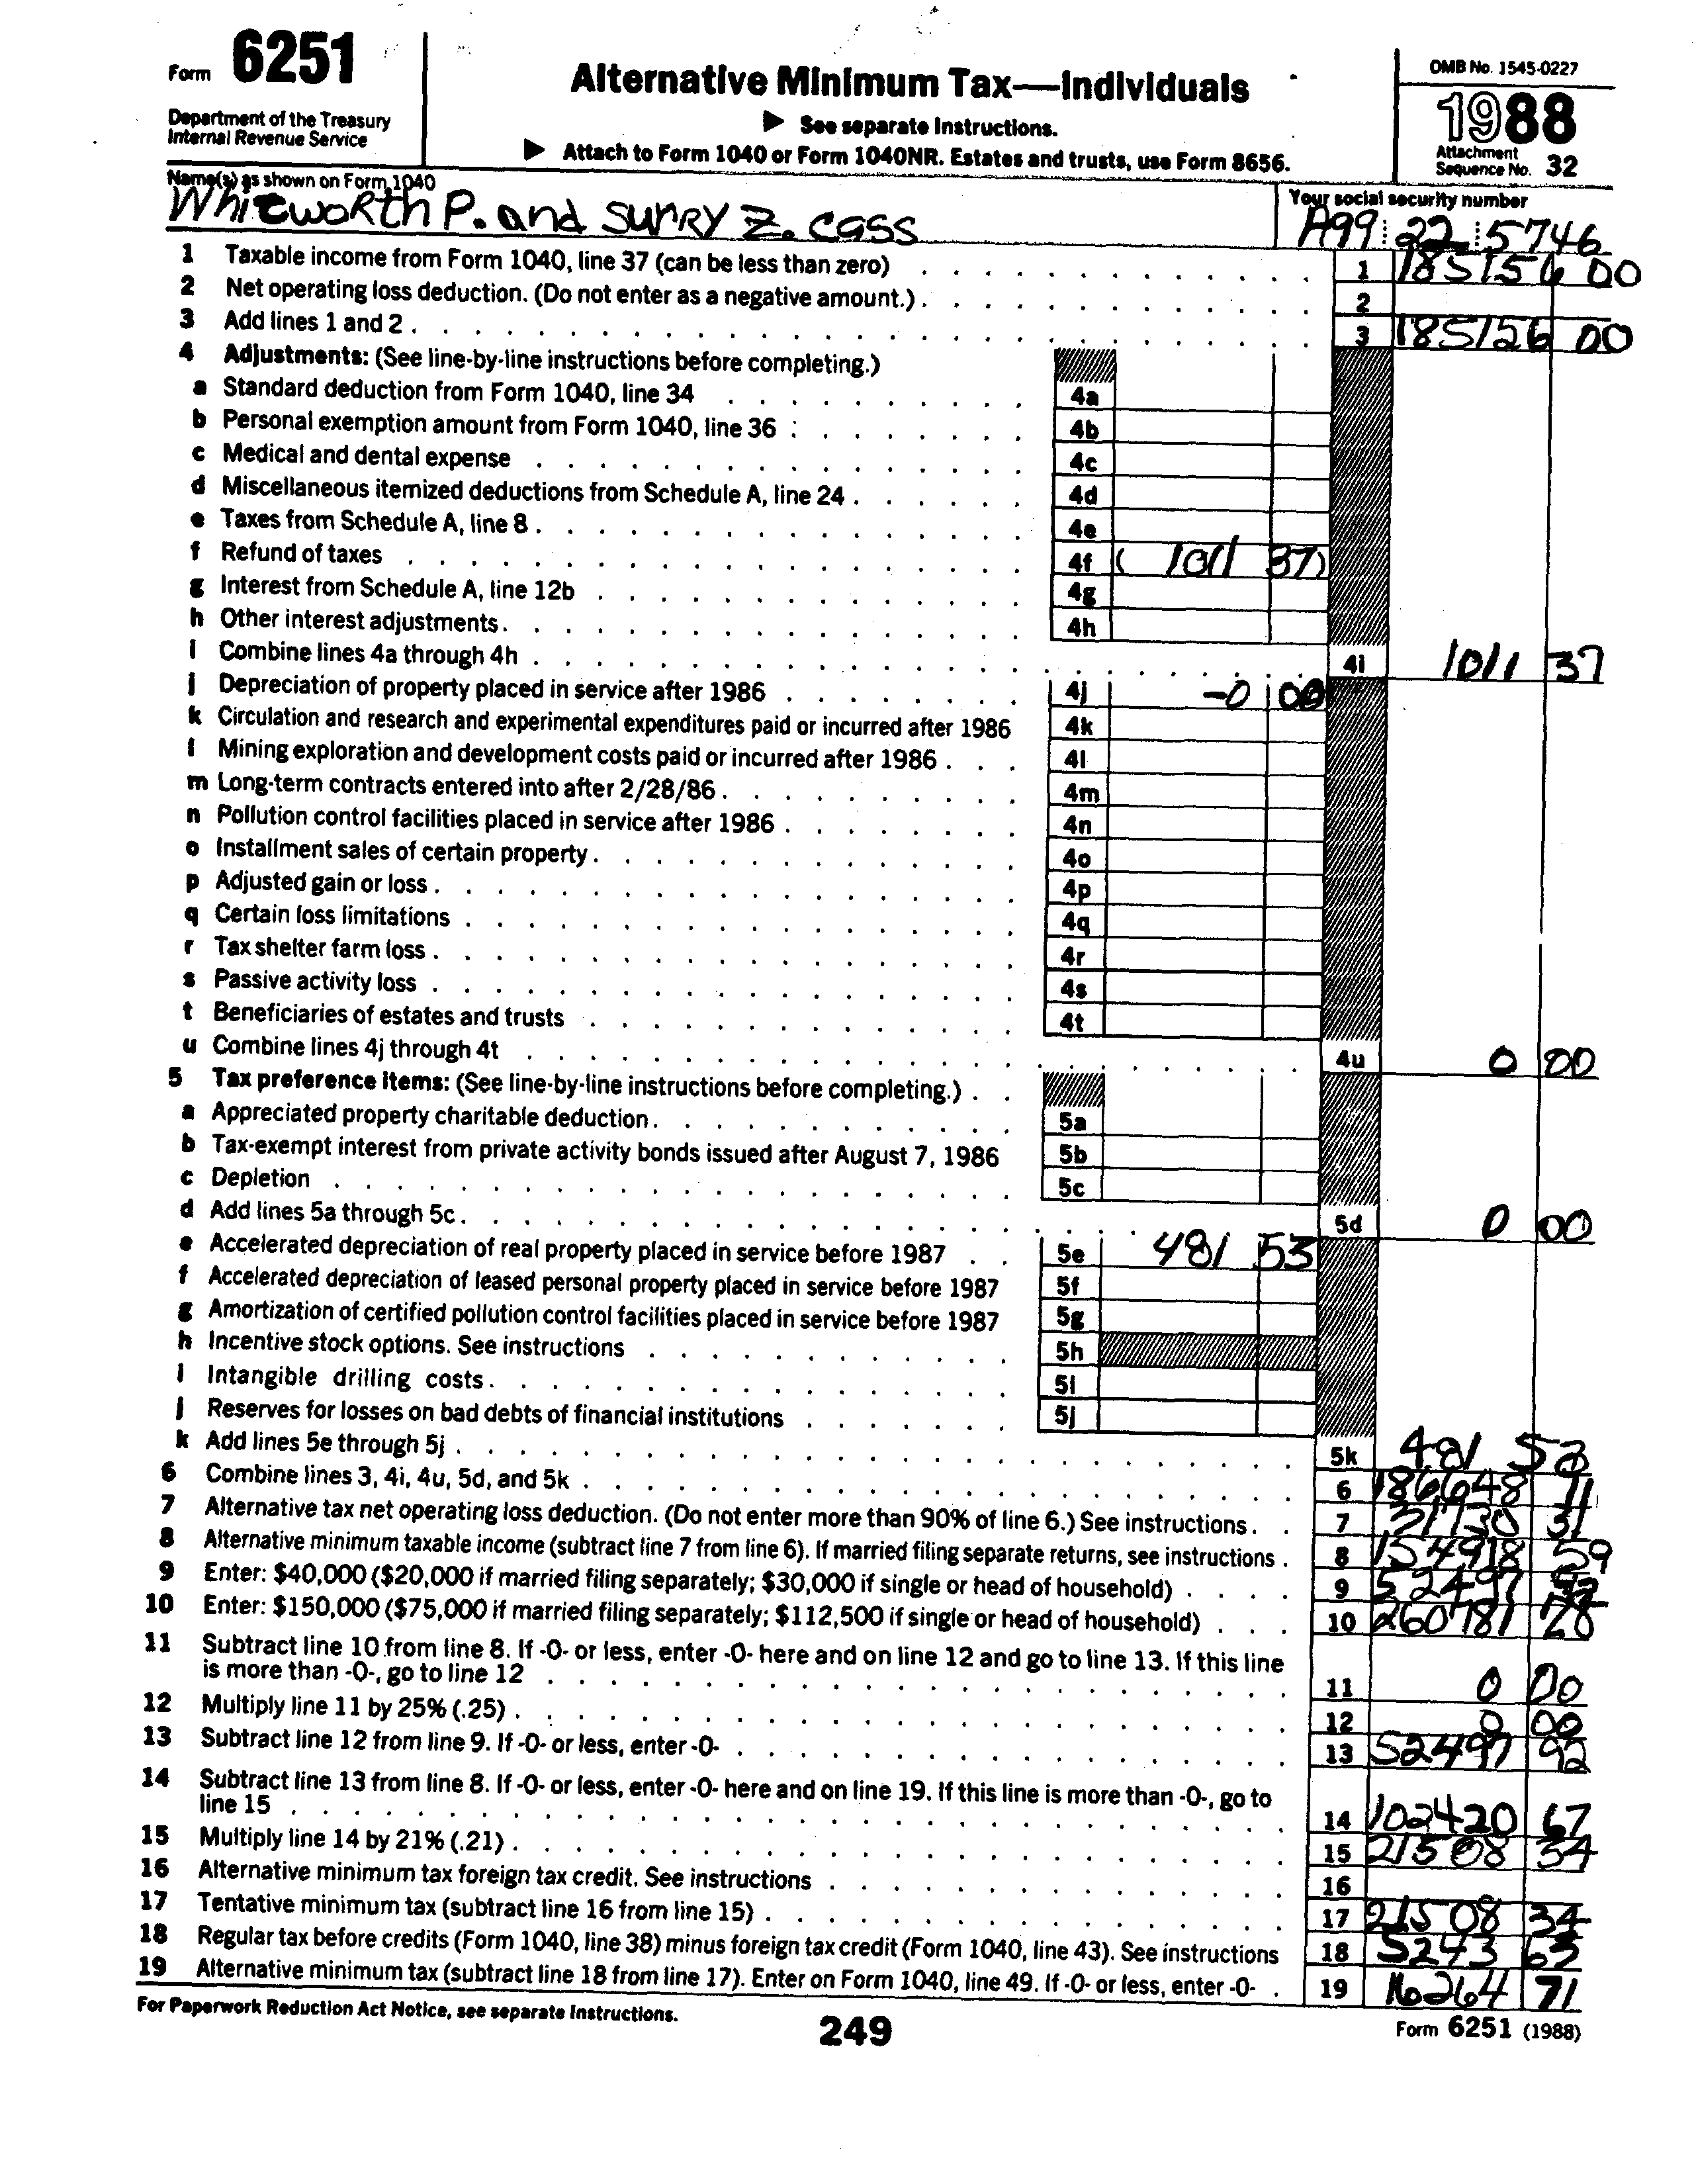 Form 6251
Department of the Treasury
Internal Revenue Service
Alternative Minimum Tax—Individuals
▶ See separate Instructions.
▶ Attach to Form 1040 or Form 1040NR. Estates and trusts, use Form 8656.
OMB No. 1545-0227
1988
Attachment
Sequence No. 32
Name(s) as shown on Form 1040
Whitworth P. and Surry Z. Cass
Your social security number
A99 22 5746
1 Taxable income from Form 1040, line 37 (can be less than zero) 1 185156 00
2 Net operating loss deduction. (Do not enter as a negative amount.) 2
3 Add lines 1 and 2 3 185156 00
4 Adjustments: (See line-by-line instructions before completing.)
a Standard deduction from Form 1040, line 34 4a
b Personal exemption amount from Form 1040, line 36 4b
c Medical and dental expense 4c
d Miscellaneous itemized deductions from Schedule A, line 24 4d
e Taxes from Schedule A, line 8 4e
f Refund of taxes 4f ( 1011 37)
g Interest from Schedule A, line 12b 4g
h Other interest adjustments 4h
i Combine lines 4a through 4h 4i 1011 37
j Depreciation of property placed in service after 1986 4j -0 00
k Circulation and research and experimental expenditures paid or incurred after 1986 4k
l Mining exploration and development costs paid or incurred after 1986 4l
m Long-term contracts entered into after 2/28/86 4m
n Pollution control facilities placed in service after 1986 4n
o Installment sales of certain property 4o
p Adjusted gain or loss 4p
q Certain loss limitations 4q
r Tax shelter farm loss 4r
s Passive activity loss 4s
t Beneficiaries of estates and trusts 4t
u Combine lines 4j through 4t 4u 0 00
5 Tax preference items: (See line-by-line instructions before completing.)
a Appreciated property charitable deduction 5a
b Tax-exempt interest from private activity bonds issued after August 7, 1986 5b
c Depletion 5c
d Add lines 5a through 5c 5d 0 00
e Accelerated depreciation of real property placed in service before 1987 5e 481 53
f Accelerated depreciation of leased personal property placed in service before 1987 5f
g Amortization of certified pollution control facilities placed in service before 1987 5g
h Incentive stock options. See instructions 5h
i Intangible drilling costs 5i
j Reserves for losses on bad debts of financial institutions 5j
k Add lines 5e through 5j 5k 481 53
6 Combine lines 3, 4i, 4u, 5d, and 5k 6 186648
7 Alternative tax net operating loss deduction. (Do not enter more than 90% of line 6.) See instructions 7 31730 31
8 Alternative minimum taxable income (subtract line 7 from line 6). If married filing separate returns, see instructions 8 154918 59
9 Enter: $40,000 ($20,000 if married filing separately; $30,000 if single or head of household) 9 52497 92
10 Enter: $150,000 ($75,000 if married filing separately; $112,500 if single or head of household) 10 260781 28
11 Subtract line 10 from line 8. If -0- or less, enter -0- here and on line 12 and go to line 13. If this line
is more than -0-, go to line 12 11 0 00
12 Multiply line 11 by 25% (.25) 12 0 00
13 Subtract line 12 from line 9. If -0- or less, enter -0- 13 52497 92
14 Subtract line 13 from line 8. If -0- or less, enter -0- here and on line 19. If this line is more than -0-, go to
line 15 14 102420 67
15 Multiply line 14 by 21% (.21) 15 21508 34
16 Alternative minimum tax foreign tax credit. See instructions 16
17 Tentative minimum tax (subtract line 16 from line 15) 17 21508 34
18 Regular tax before credits (Form 1040, line 38) minus foreign tax credit (Form 1040, line 43). See instructions 18 5243 63
19 Alternative minimum tax (subtract line 18 from line 17). Enter on Form 1040, line 49. If -0- or less, enter -0- 19 16264 71
For Paperwork Reduction Act Notice, see separate Instructions.
249
Form 6251 (1988)